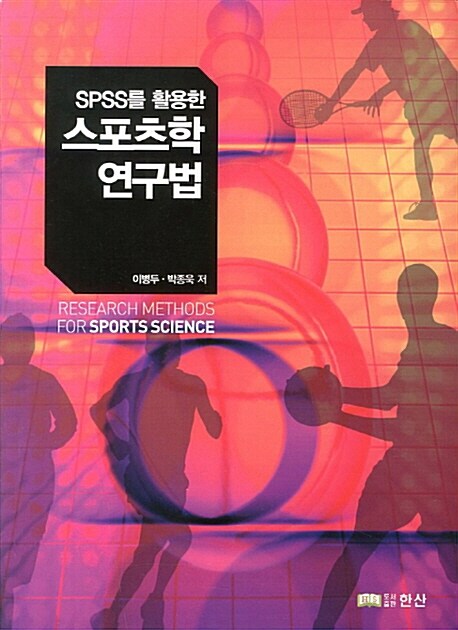 SPSS를 활용한
스포츠학
연구법
이병두 · 박종욱 저
RESEARCH METHODS
FOR SPORTS SCIENCE
도서
출판 한산